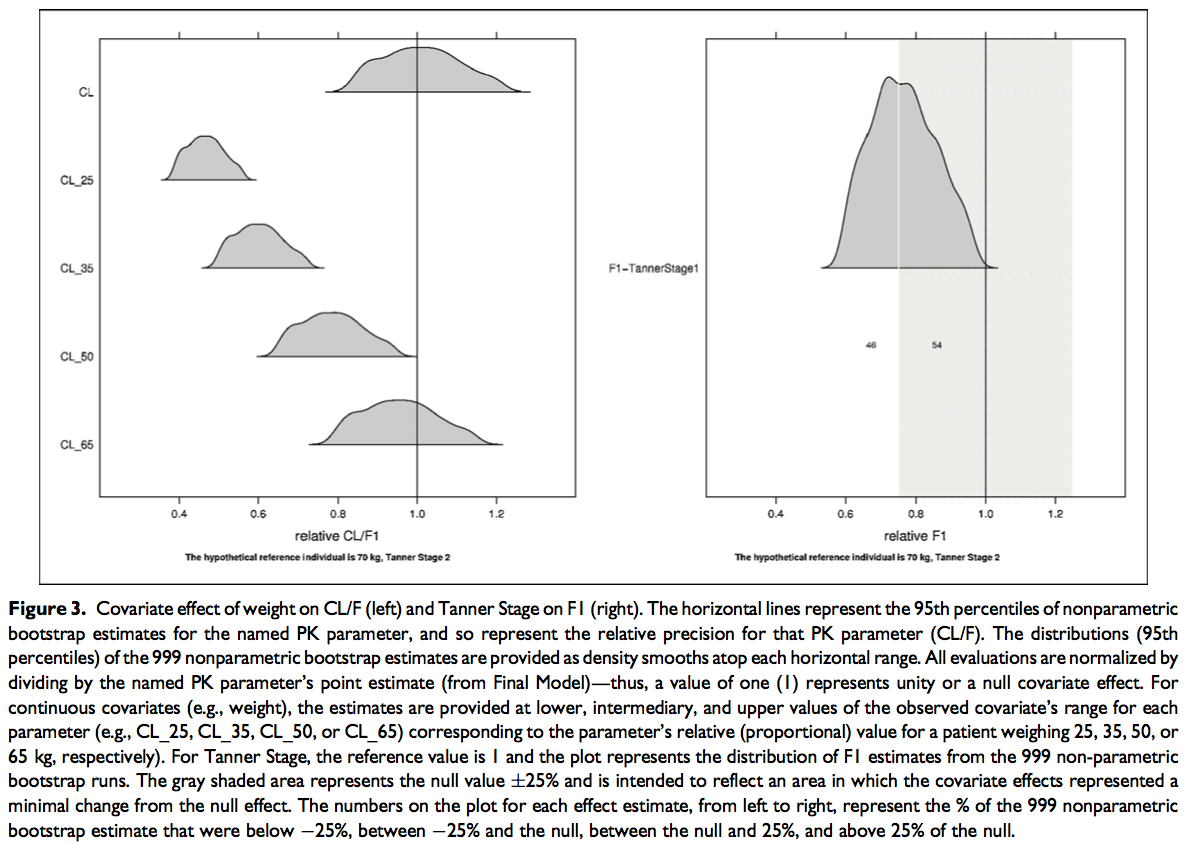 CL
CL_25
CL_35
CL_50
CL_65
0.4 0.6 0.8 1.0 1.2
relative CL/F1
The hypothetical reference individual is 70 kg, Tanner Stage 2
F1-TannerStage1
46 54
0.4 0.6 0.8 1.0 1.2
relative F1
The hypothetical reference individual is 70 kg, Tanner Stage 2
Figure 3. Covariate effect of weight on CL/F (left) and Tanner Stage on F1 (right). The horizontal lines represent the 95th percentiles of nonparametric
bootstrap estimates for the named PK parameter, and so represent the relative precision for that PK parameter (CL/F). The distributions (95th
percentiles) of the 999 nonparametric bootstrap estimates are provided as density smooths atop each horizontal range. All evaluations are normalized by
dividing by the named PK parameter's point estimate (from Final Model)—thus, a value of one (1) represents unity or a null covariate effect. For
continuous covariates (e.g., weight), the estimates are provided at lower, intermediary, and upper values of the observed covariate's range for each
parameter (e.g., CL_25, CL_35, CL_50, or CL_65) corresponding to the parameter's relative (proportional) value for a patient weighing 25, 35, 50, or
65 kg, respectively). For Tanner Stage, the reference value is 1 and the plot represents the distribution of F1 estimates from the 999 non-parametric
bootstrap runs. The gray shaded area represents the null value ±25% and is intended to reflect an area in which the covariate effects represented a
minimal change from the null effect. The numbers on the plot for each effect estimate, from left to right, represent the % of the 999 nonparametric
bootstrap estimate that were below −25%, between −25% and the null, between the null and 25%, and above 25% of the null.